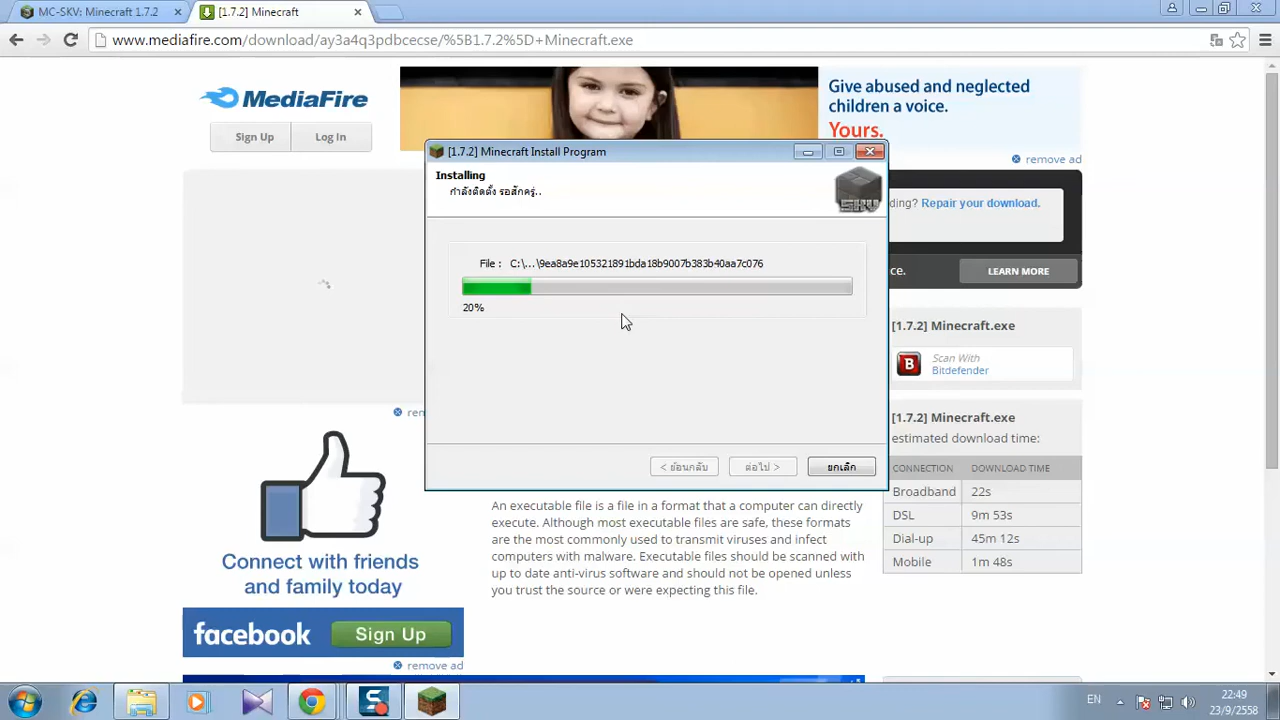 MC-SKV: Minecraft 1.7.2
[1.7.2] Minecraft
www.mediafire.com/download/ay3a4q3pdbcecse/%5B1.7.2%5D+Minecraft.exe
MediaFire
Sign Up
Log In
Give abused and neglected
children a voice.
Yours.
remove ad
[1.7.2] Minecraft Install Program
Installing
กำลังติดตั้ง รอสักครู่..
SKV
File : C:\...\9ea8a9e105321891bda18b9007b383b40aa7c076
20%
< ย้อนกลับ
ต่อไป >
ยกเลิก
ding? Repair your download.
ce.
LEARN MORE
[1.7.2] Minecraft.exe
B
Scan With
Bitdefender
[1.7.2] Minecraft.exe
estimated download time:
CONNECTION DOWNLOAD TIME
Broadband 22s
DSL 9m 53s
Dial-up 45m 12s
Mobile 1m 48s
rem
Connect with friends
and family today
facebook
Sign Up
remove ad
An executable file is a file in a format that a computer can directly
execute. Although most executable files are safe, these formats
are the most commonly used to transmit viruses and infect
computers with malware. Executable files should be scanned with
up to date anti-virus software and should not be opened unless
you trust the source or were expecting this file.
EN
22:49
23/9/2558